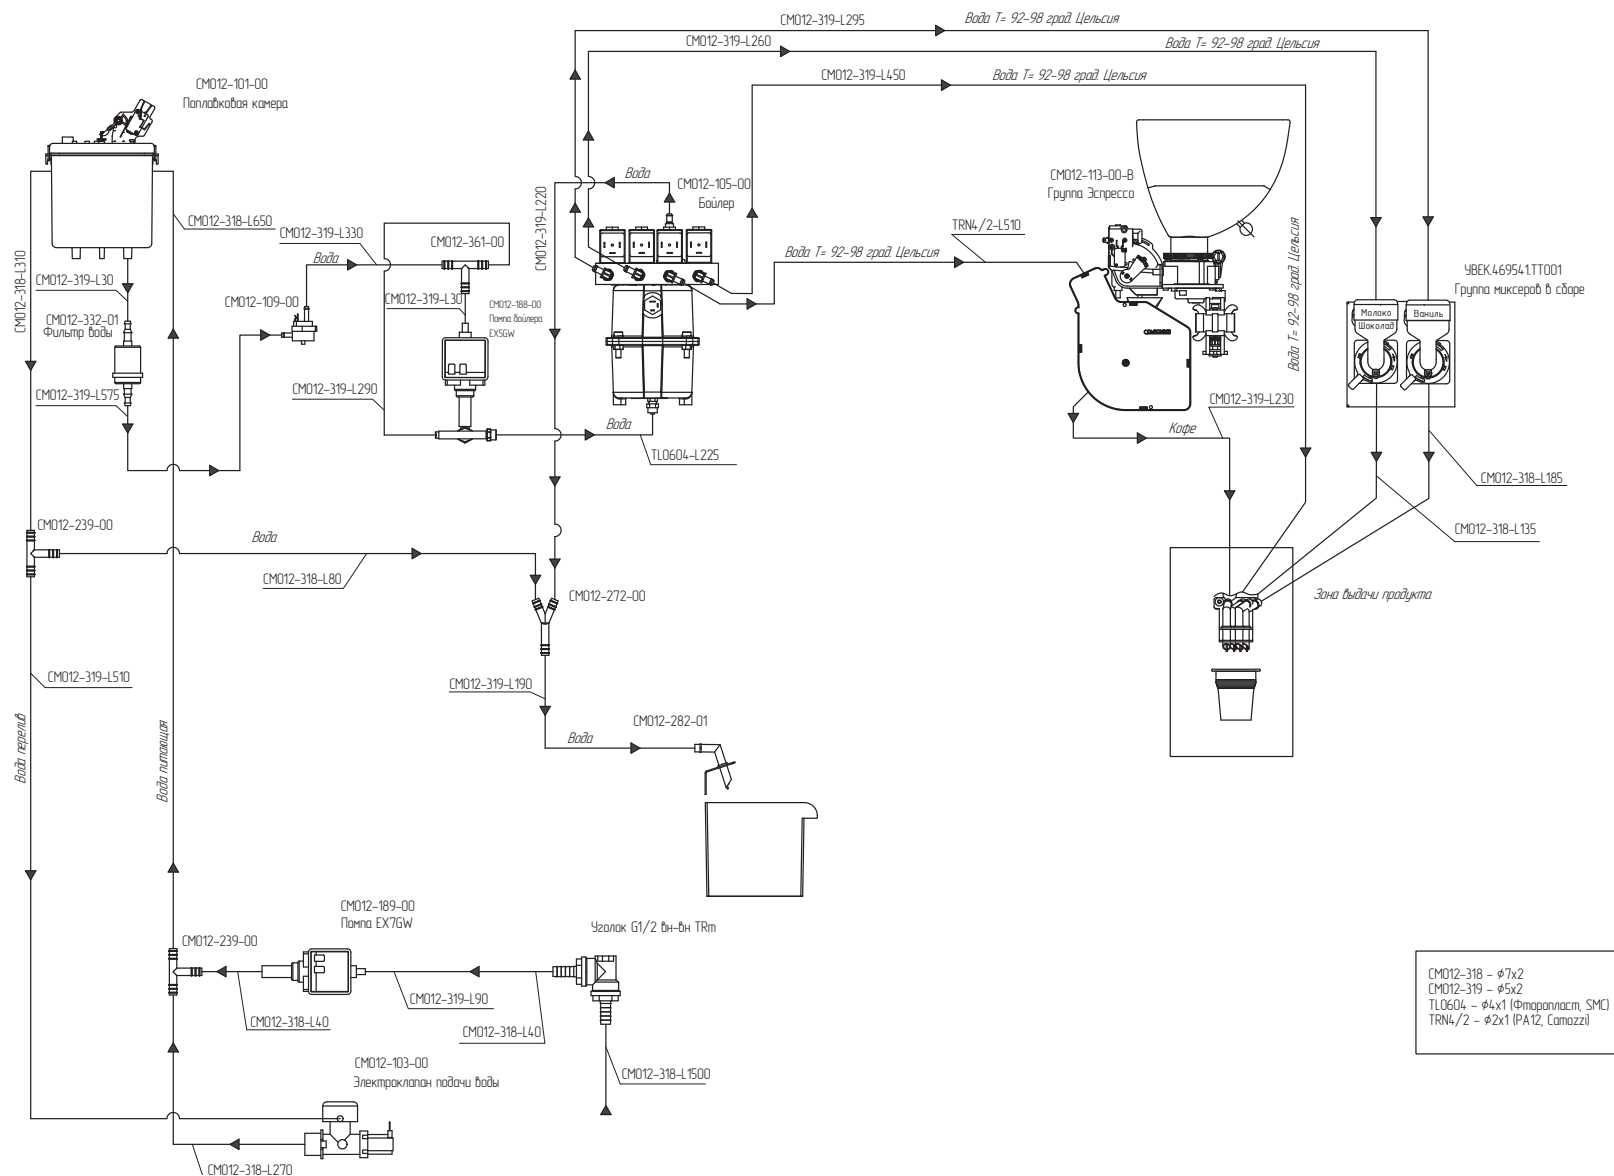 СМ012-319-L295
Вода Т= 92-98 град. Цельсия
СМ012-319-L260
Вода Т= 92-98 град. Цельсия
СМ012-319-L450
Вода Т= 92-98 град. Цельсия
СМ012-101-00
Поплавковая камера
СМ012-318-L650
СМ012-318-L310
СМ012-319-L30
СМ012-332-01
Фильтр воды
СМ012-319-L575
СМ012-319-L330
Вода
СМ012-109-00
СМ012-361-00
СМ012-319-L30
СМ012-188-00
Помпа бойлера
EX5GW
СМ012-319-L290
СМ012-319-L220
Вода
СМ012-105-00
Бойлер
Вода
TL0604-L225
Вода Т= 92-98 град. Цельсия
TRN4/2-L510
СМ012-113-00-В
Группа Эспрессо
Вода Т= 92-98 град. Цельсия
УВЕК.469541.ТТ001
Группа миксеров в сборе
Молоко
Шоколад
Ваниль
СМ012-319-L230
Кофе
СМ012-318-L185
СМ012-318-L135
Зона выдачи продукта
СМ012-239-00
Вода
СМ012-318-L80
СМ012-272-00
СМ012-319-L510
СМ012-319-L190
Вода перелив
Вода питающая
Вода
СМ012-282-01
СМ012-189-00
Помпа EX7GW
Уголок G1/2 вн-вн TRm
СМ012-239-00
СМ012-318-L40
СМ012-319-L90
СМ012-318-L40
СМ012-318-L1500
СМ012-103-00
Электроклапан подачи воды
СМ012-318-L270
СМ012-318 - ϕ7x2
СМ012-319 - ϕ5x2
TL0604 - ϕ4x1 (Фторопласт, SMC)
TRN4/2 - ϕ2x1 (PA12, Camozzi)